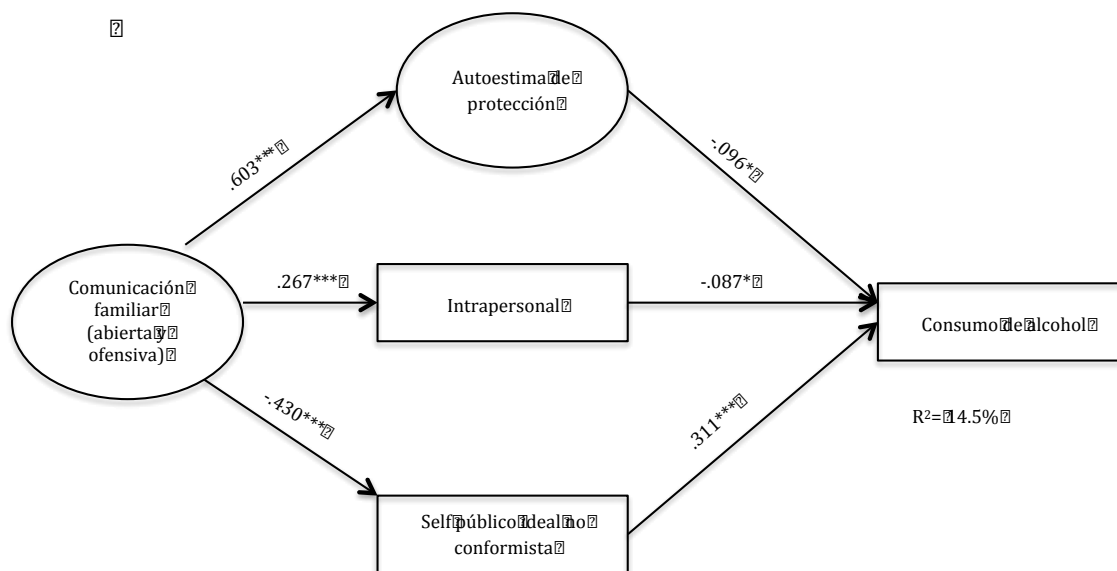 Autoestima de
protección
.603***
-.096*
Comunicación
familiar
(abierta y
ofensiva)
.267***
Intrapersonal
-.087*
Consumo de alcohol
-.430***
.311***
R²= 14.5%
Self público ideal no
conformista